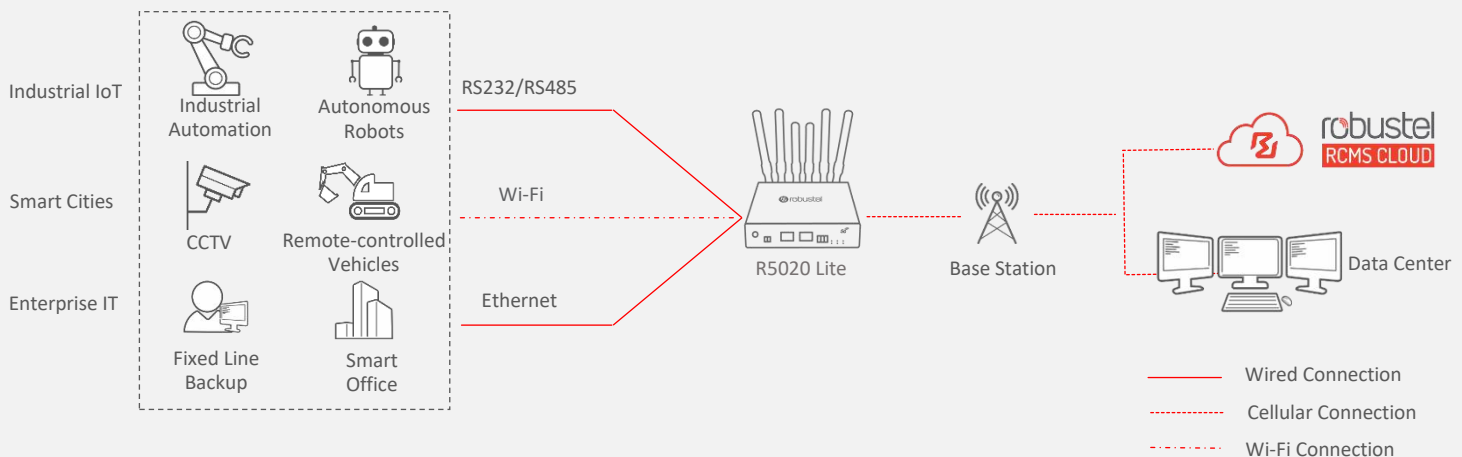 Industrial IoT
Industrial
Automation
Autonomous
Robots
RS232/RS485
Smart Cities
CCTV
Remote-controlled
Vehicles
Wi-Fi
Enterprise IT
Fixed Line
Backup
Smart
Office
Ethernet
robustel
R5020 Lite
Base Station
robustel
RCMS CLOUD
Data Center
Wired Connection
Cellular Connection
Wi-Fi Connection